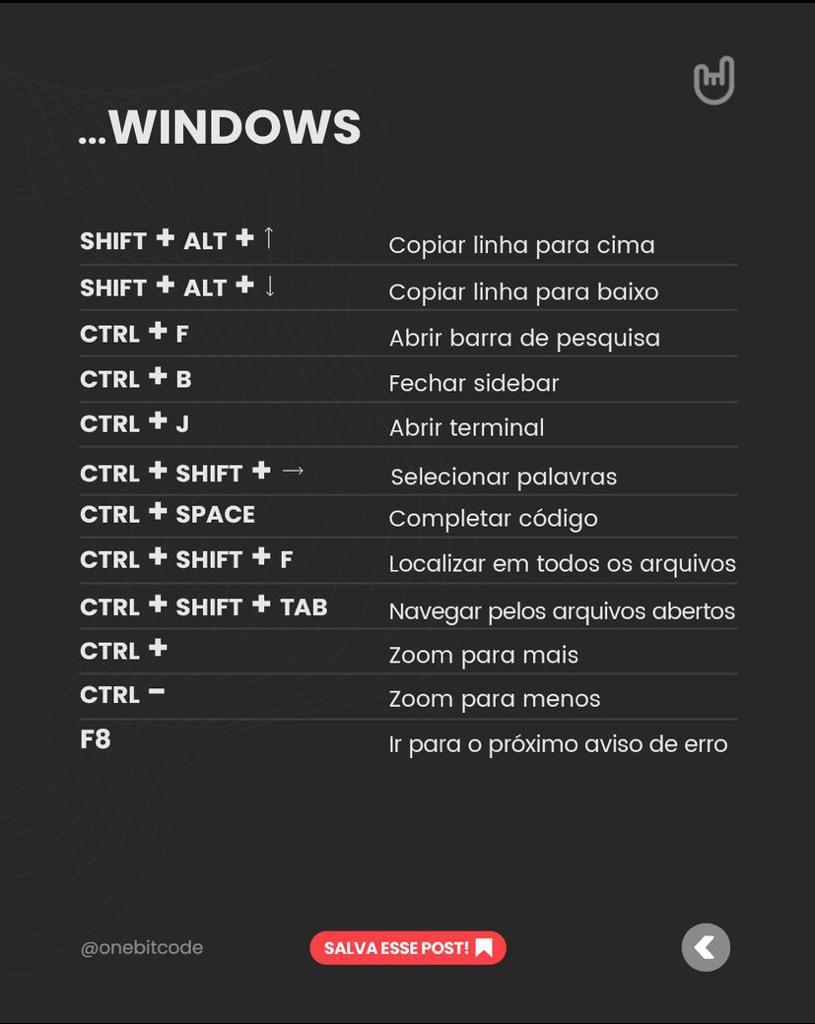 ...WINDOWS
SHIFT + ALT + ↑ Copiar linha para cima
SHIFT + ALT + ↓ Copiar linha para baixo
CTRL + F Abrir barra de pesquisa
CTRL + B Fechar sidebar
CTRL + J Abrir terminal
CTRL + SHIFT + → Selecionar palavras
CTRL + SPACE Completar código
CTRL + SHIFT + F Localizar em todos os arquivos
CTRL + SHIFT + TAB Navegar pelos arquivos abertos
CTRL + Zoom para mais
CTRL - Zoom para menos
F8 Ir para o próximo aviso de erro
@onebitcode SALVA ESSE POST!